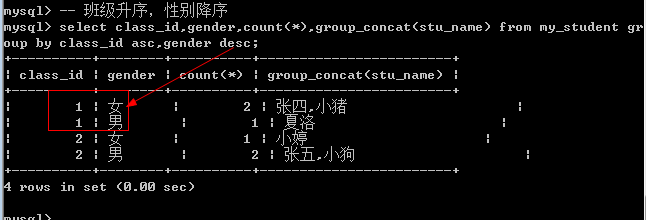 mysql> -- 班级升序，性别降序
mysql> select class_id,gender,count(*),group_concat(stu_name) from my_student gr
oup by class_id asc,gender desc;
+----------+--------+----------+------------------------+
| class_id | gender | count(*) | group_concat(stu_name) |
+----------+--------+----------+------------------------+
| 1 | 女 | 2 | 张四,小猪 |
| 1 | 男 | 1 | 夏洛 |
| 2 | 女 | 1 | 小婷 |
| 2 | 男 | 2 | 张五,小狗 |
+----------+--------+----------+------------------------+
4 rows in set (0.00 sec)
mysql>